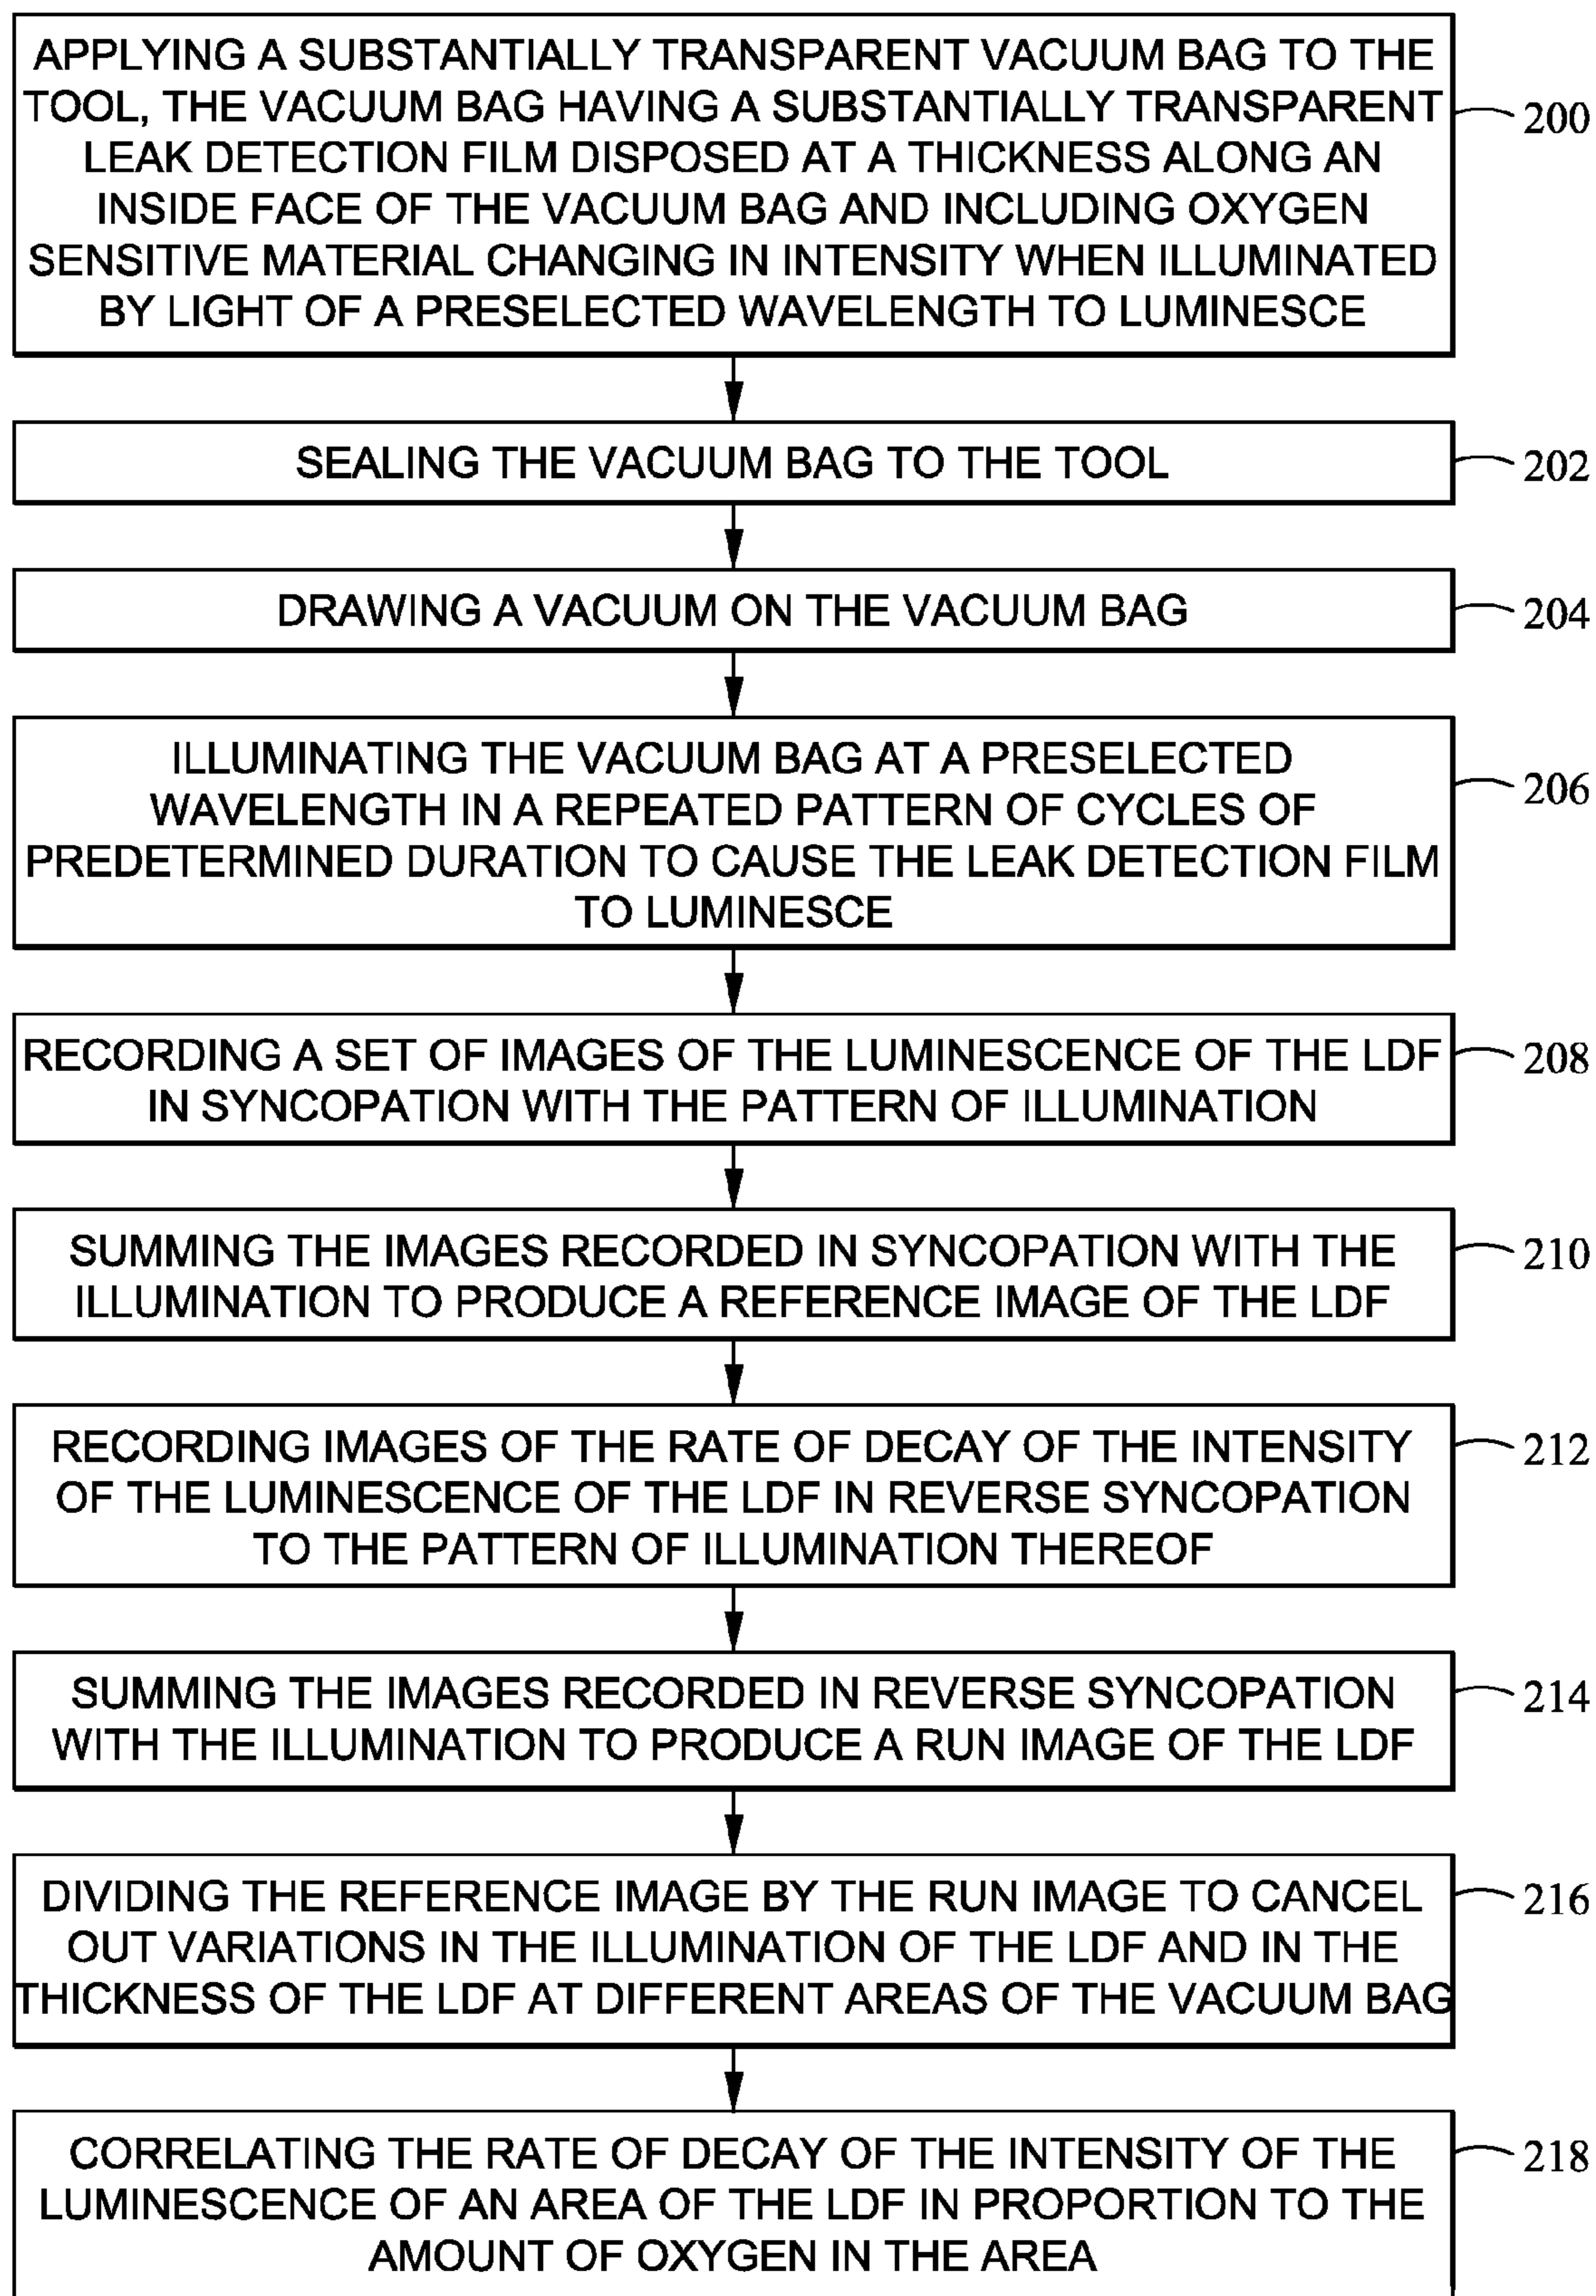 APPLYING A SUBSTANTIALLY TRANSPARENT VACUUM BAG TO THE
TOOL, THE VACUUM BAG HAVING A SUBSTANTIALLY TRANSPARENT
LEAK DETECTION FILM DISPOSED AT A THICKNESS ALONG AN
INSIDE FACE OF THE VACUUM BAG AND INCLUDING OXYGEN
SENSITIVE MATERIAL CHANGING IN INTENSITY WHEN ILLUMINATED
BY LIGHT OF A PRESELECTED WAVELENGTH TO LUMINESCE
200
SEALING THE VACUUM BAG TO THE TOOL
202
DRAWING A VACUUM ON THE VACUUM BAG
204
ILLUMINATING THE VACUUM BAG AT A PRESELECTED
WAVELENGTH IN A REPEATED PATTERN OF CYCLES OF
PREDETERMINED DURATION TO CAUSE THE LEAK DETECTION FILM
TO LUMINESCE
206
RECORDING A SET OF IMAGES OF THE LUMINESCENCE OF THE LDF
IN SYNCOPATION WITH THE PATTERN OF ILLUMINATION
208
SUMMING THE IMAGES RECORDED IN SYNCOPATION WITH THE
ILLUMINATION TO PRODUCE A REFERENCE IMAGE OF THE LDF
210
RECORDING IMAGES OF THE RATE OF DECAY OF THE INTENSITY
OF THE LUMINESCENCE OF THE LDF IN REVERSE SYNCOPATION
TO THE PATTERN OF ILLUMINATION THEREOF
212
SUMMING THE IMAGES RECORDED IN REVERSE SYNCOPATION
WITH THE ILLUMINATION TO PRODUCE A RUN IMAGE OF THE LDF
214
DIVIDING THE REFERENCE IMAGE BY THE RUN IMAGE TO CANCEL
OUT VARIATIONS IN THE ILLUMINATION OF THE LDF AND IN THE
THICKNESS OF THE LDF AT DIFFERENT AREAS OF THE VACUUM BAG
216
CORRELATING THE RATE OF DECAY OF THE INTENSITY OF THE
LUMINESCENCE OF AN AREA OF THE LDF IN PROPORTION TO THE
AMOUNT OF OXYGEN IN THE AREA
218